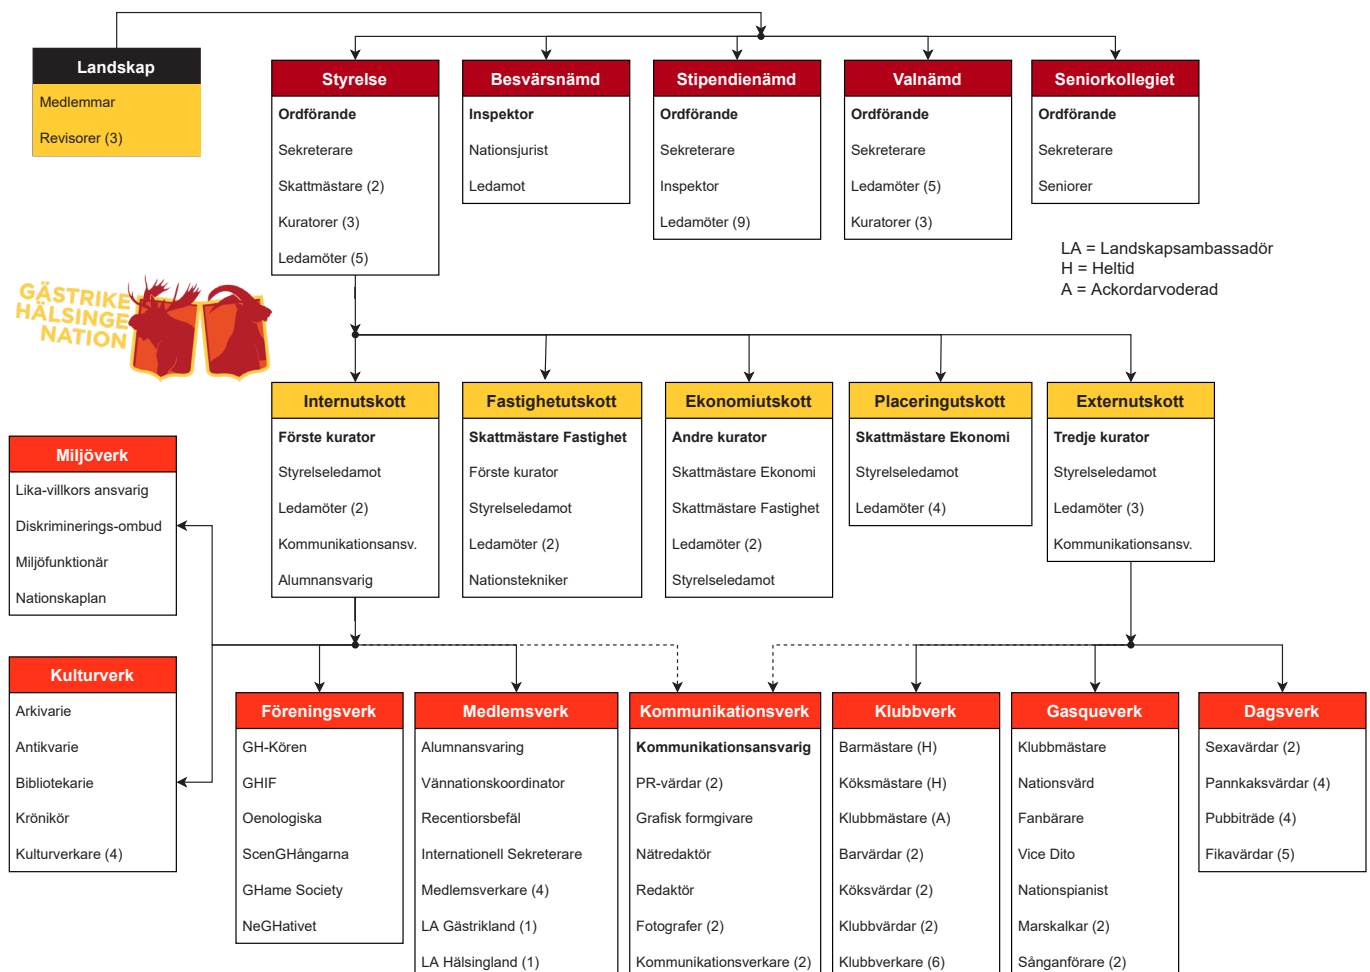 Landskap
Medlemmar
Revisorer (3)
Styrelse
Ordförande
Sekreterare
Skattmästare (2)
Kuratorer (3)
Ledamöter (5)
Besvärsnämd
Inspektor
Nationsjurist
Ledamot
Stipendienämd
Ordförande
Sekreterare
Inspektor
Ledamöter (9)
Valnämd
Ordförande
Sekreterare
Ledamöter (5)
Kuratorer (3)
Seniorkollegiet
Ordförande
Sekreterare
Seniorer
LA = Landskapsambassadör
H = Heltid
A = Ackordarvoderad
GÄSTRIKE
HÄLSINGE
NATION
Internutskott
Förste kurator
Styrelseledamot
Ledamöter (2)
Kommunikationsansv.
Alumnansvarig
Fastighetutskott
Skattmästare Fastighet
Förste kurator
Styrelseledamot
Ledamöter (2)
Nationstekniker
Ekonomiutskott
Andre kurator
Skattmästare Ekonomi
Skattmästare Fastighet
Ledamöter (2)
Styrelseledamot
Placeringutskott
Skattmästare Ekonomi
Styrelseledamot
Ledamöter (4)
Externutskott
Tredje kurator
Styrelseledamot
Ledamöter (3)
Kommunikationsansv.
Miljöverk
Lika-villkors ansvarig
Diskriminerings-ombud
Miljöfunktionär
Nationskaplan
Kulturverk
Arkivarie
Antikvarie
Bibliotekarie
Krönikör
Kulturverkare (4)
Föreningsverk
GH-Kören
GHIF
Oenologiska
ScenGHångarna
GHame Society
NeGHativet
Medlemsverk
Alumnansvaring
Vännationskoordinator
Recentiorsbefäl
Internationell Sekreterare
Medlemsverkare (4)
LA Gästrikland (1)
LA Hälsingland (1)
Kommunikationsverk
Kommunikationsansvarig
PR-värdar (2)
Grafisk formgivare
Nätredaktör
Redaktör
Fotografer (2)
Kommunikationsverkare (2)
Klubbverk
Barmästare (H)
Köksmästare (H)
Klubbmästare (A)
Barvärdar (2)
Köksvärdar (2)
Klubbvärdar (2)
Klubbverkare (6)
Gasqueverk
Klubbmästare
Nationsvärd
Fanbärare
Vice Dito
Nationspianist
Marskalkar (2)
Sånganförare (2)
Dagsverk
Sexavärdar (2)
Pannkaksvärdar (4)
Pubbiträde (4)
Fikavärdar (5)